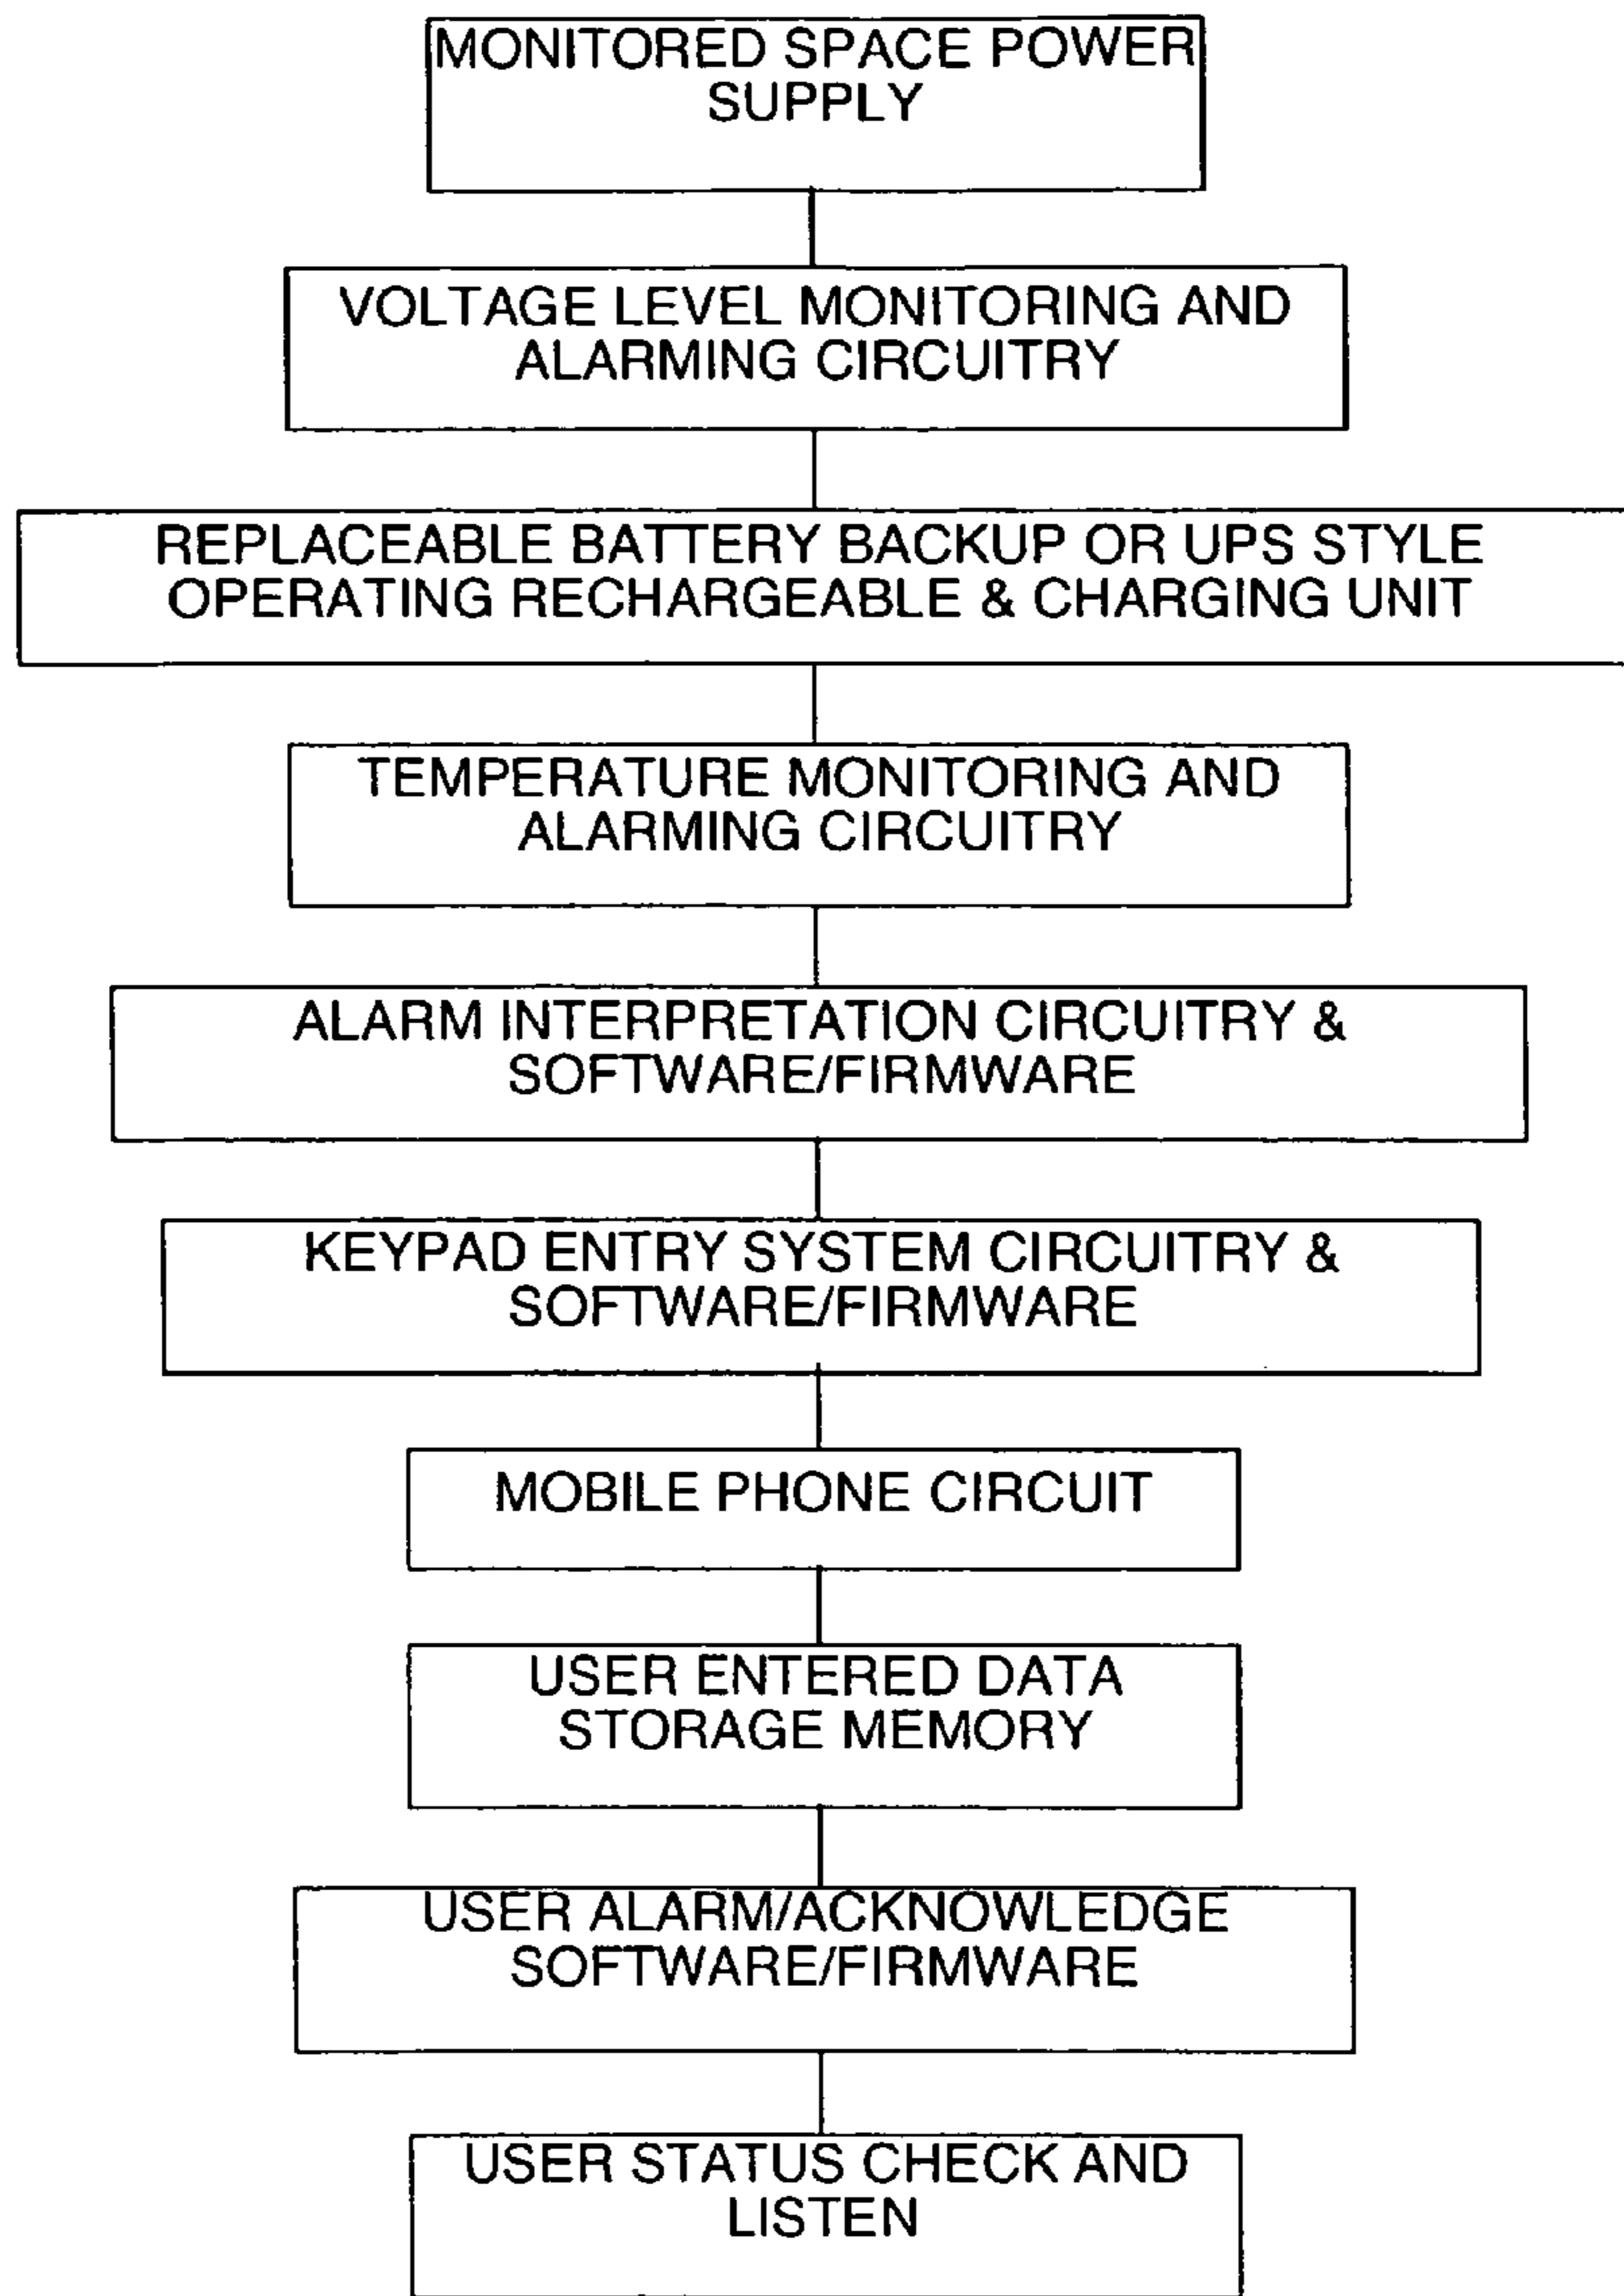 MONITORED SPACE POWER
SUPPLY
VOLTAGE LEVEL MONITORING AND
ALARMING CIRCUITRY
REPLACEABLE BATTERY BACKUP OR UPS STYLE
OPERATING RECHARGEABLE & CHARGING UNIT
TEMPERATURE MONITORING AND
ALARMING CIRCUITRY
ALARM INTERPRETATION CIRCUITRY &
SOFTWARE/FIRMWARE
KEYPAD ENTRY SYSTEM CIRCUITRY &
SOFTWARE/FIRMWARE
MOBILE PHONE CIRCUIT
USER ENTERED DATA
STORAGE MEMORY
USER ALARM/ACKNOWLEDGE
SOFTWARE/FIRMWARE
USER STATUS CHECK AND
LISTEN